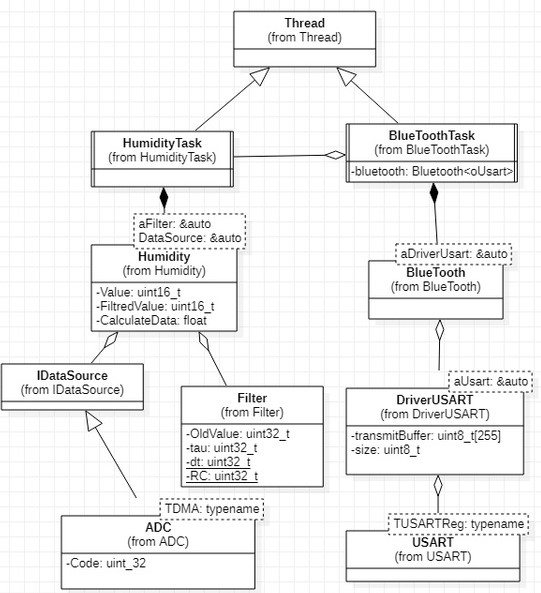 Thread
(from Thread)
HumidityTask
(from HumidityTask)
BlueToothTask
(from BlueToothTask)
-bluetooth: Bluetooth<oUsart>
aFilter: &auto
DataSource: &auto
Humidity
(from Humidity)
-Value: uint16_t
-FiltredValue: uint16_t
-CalculateData: float
aDriverUsart: &auto
BlueTooth
(from BlueTooth)
IDataSource
(from IDataSource)
Filter
(from Filter)
-OldValue: uint32_t
-tau: uint32_t
-dt: uint32_t
-RC: uint32_t
aUsart: &auto
DriverUSART
(from DriverUSART)
-transmitBuffer: uint8_t[255]
-size: uint8_t
TDMA: typename
ADC
(from ADC)
-Code: uint_32
TUSARTReg: typename
USART
(from USART)